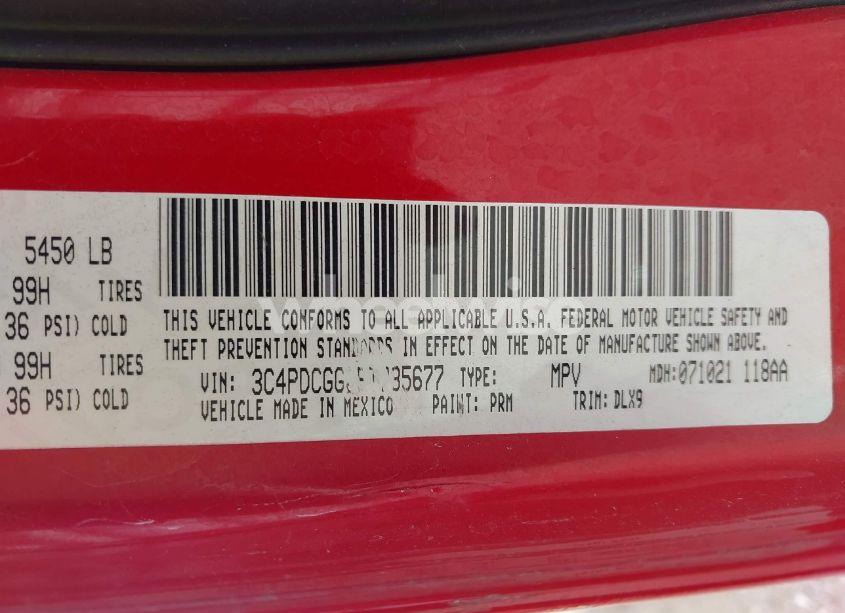 5450 LB
99H TIRES
36 PSI) COLD
99H TIRES
36 PSI) COLD
THIS VEHICLE CONFORMS TO ALL APPLICABLE U.S.A. FEDERAL MOTOR VEHICLE SAFETY AND
THEFT PREVENTION STANDARDS IN EFFECT ON THE DATE OF MANUFACTURE SHOWN ABOVE.
VIN: TYPE: MPV MDH:071021 118AA
VEHICLE MADE IN MEXICO PAINT: PRM TRIM: DLX9